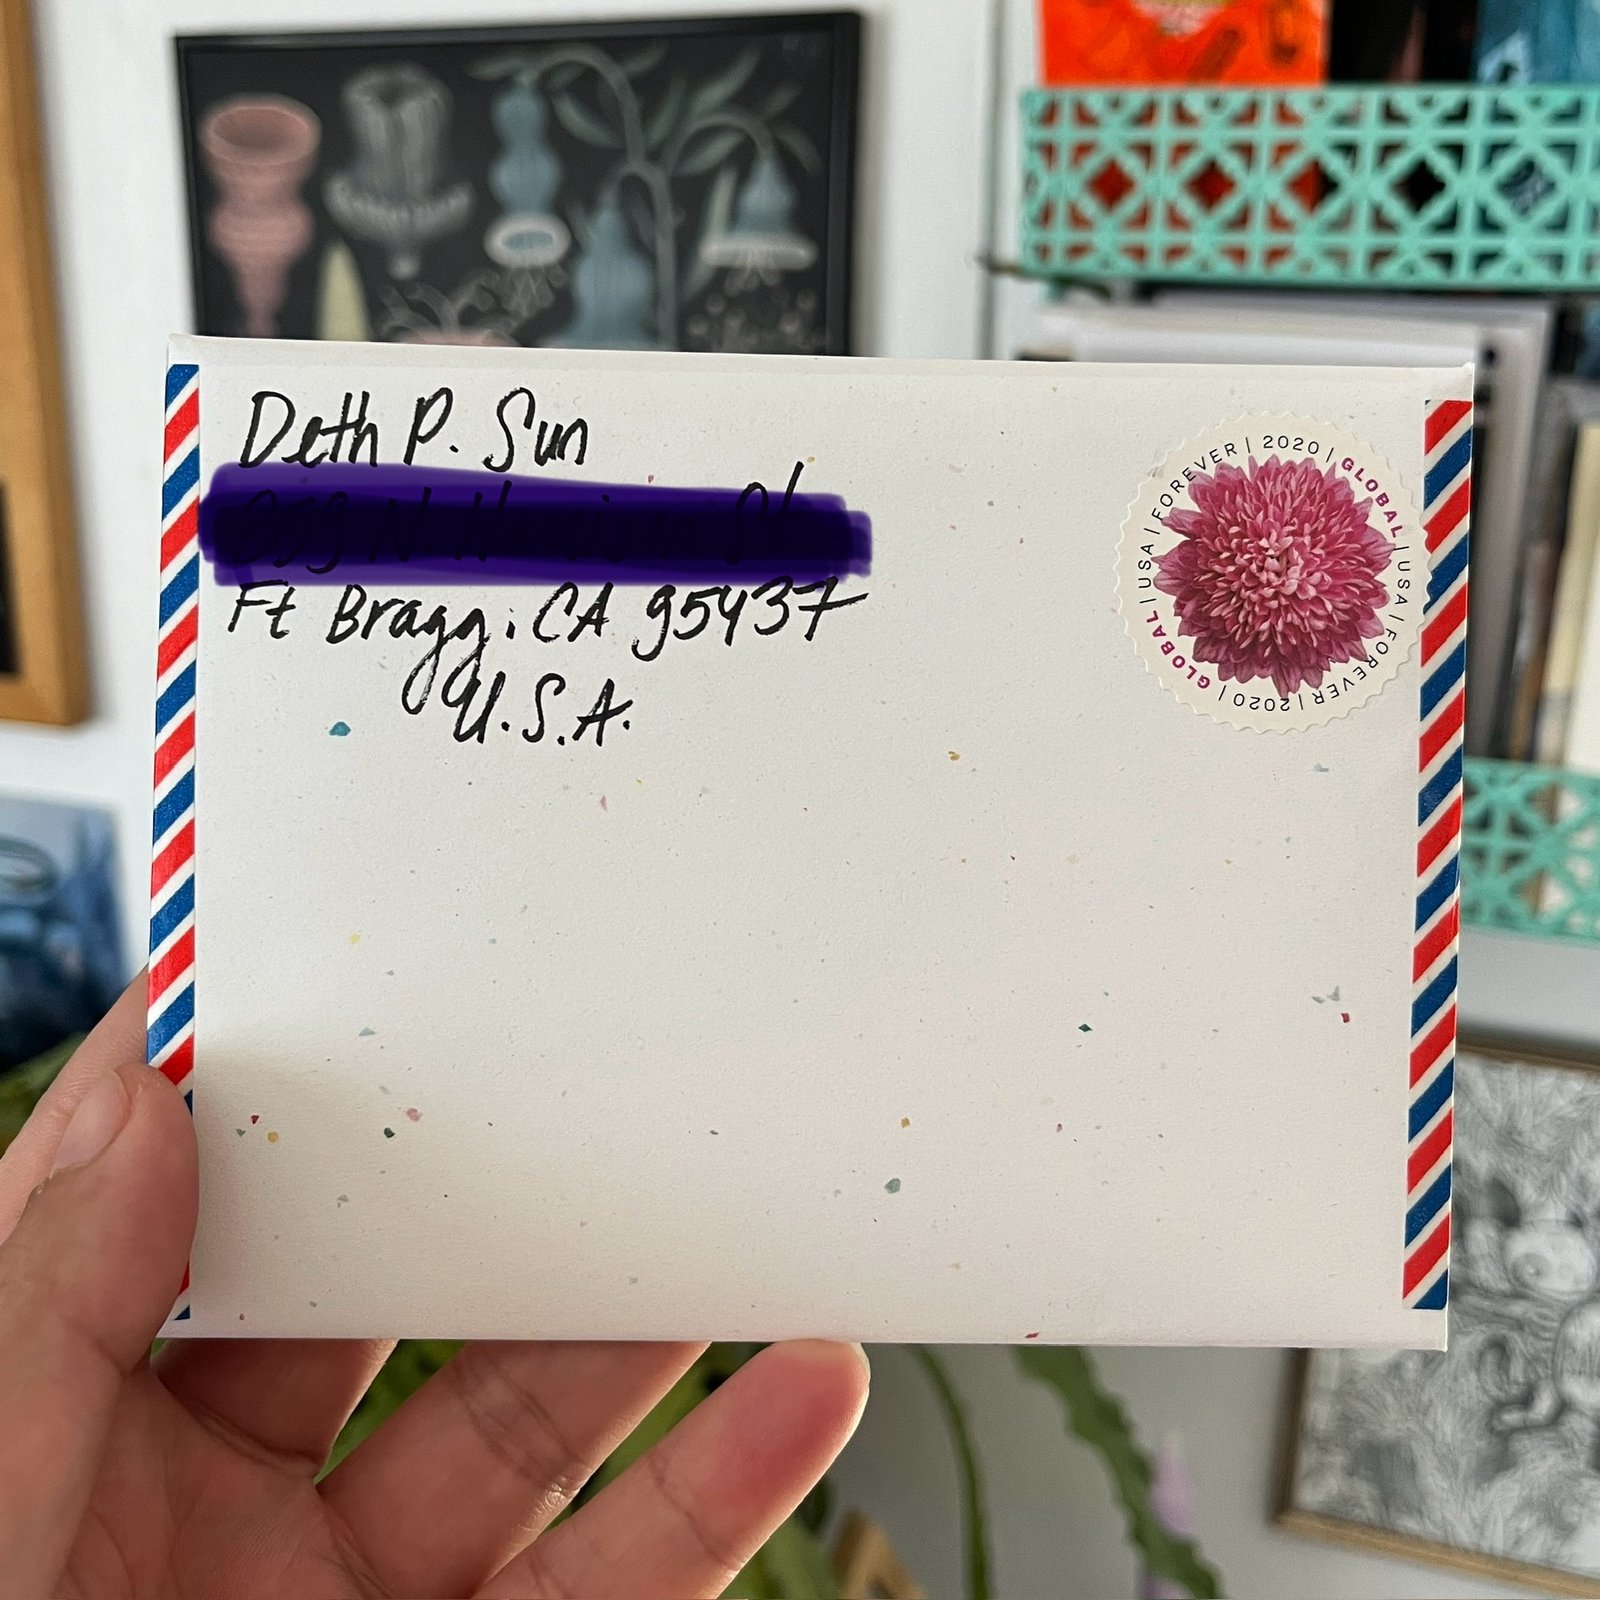 Deth P. Sun
Ft Bragg, CA 95437
U.S.A.
GLOBAL | USA | FOREVER | 2020 | GLOBAL | USA | FOREVER | 2020 |